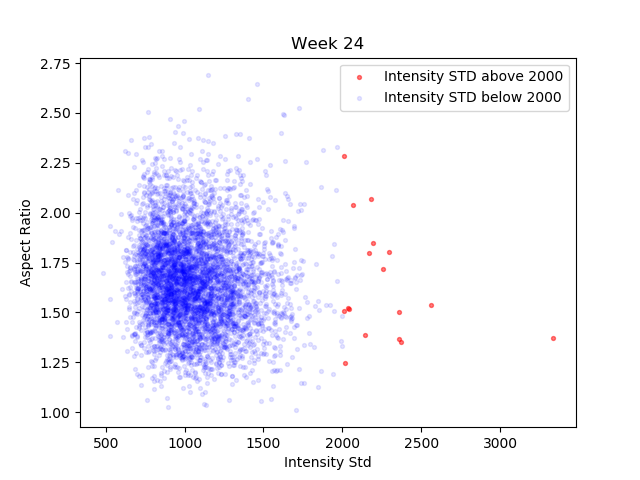 Week 24
2.75
2.50
2.25
2.00
1.75
1.50
1.25
1.00
Aspect Ratio
Intensity STD above 2000
Intensity STD below 2000
500 1000 1500 2000 2500 3000
Intensity Std